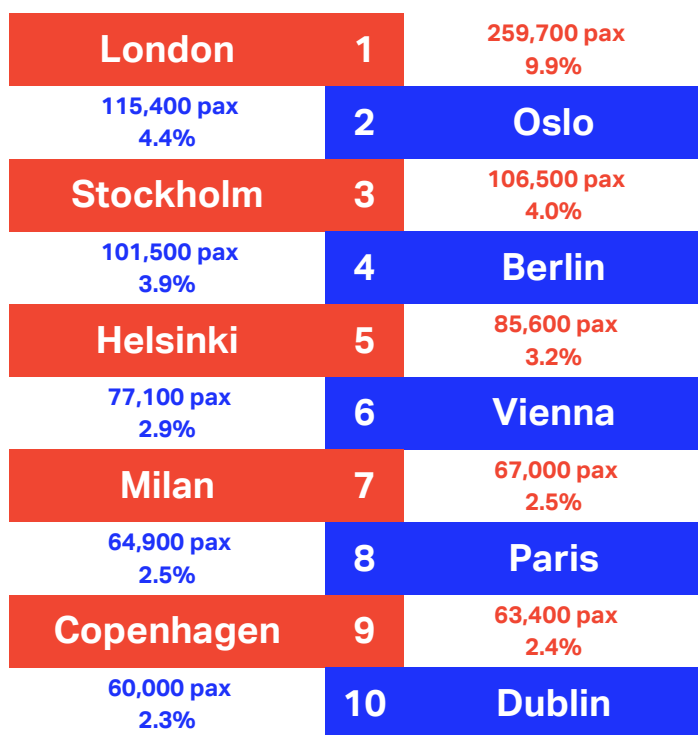 London 1 259,700 pax
9.9%
115,400 pax 2 Oslo
4.4%
Stockholm 3 106,500 pax
4.0%
101,500 pax 4 Berlin
3.9%
Helsinki 5 85,600 pax
3.2%
77,100 pax 6 Vienna
2.9%
Milan 7 67,000 pax
2.5%
64,900 pax 8 Paris
2.5%
Copenhagen 9 63,400 pax
2.4%
60,000 pax 10 Dublin
2.3%